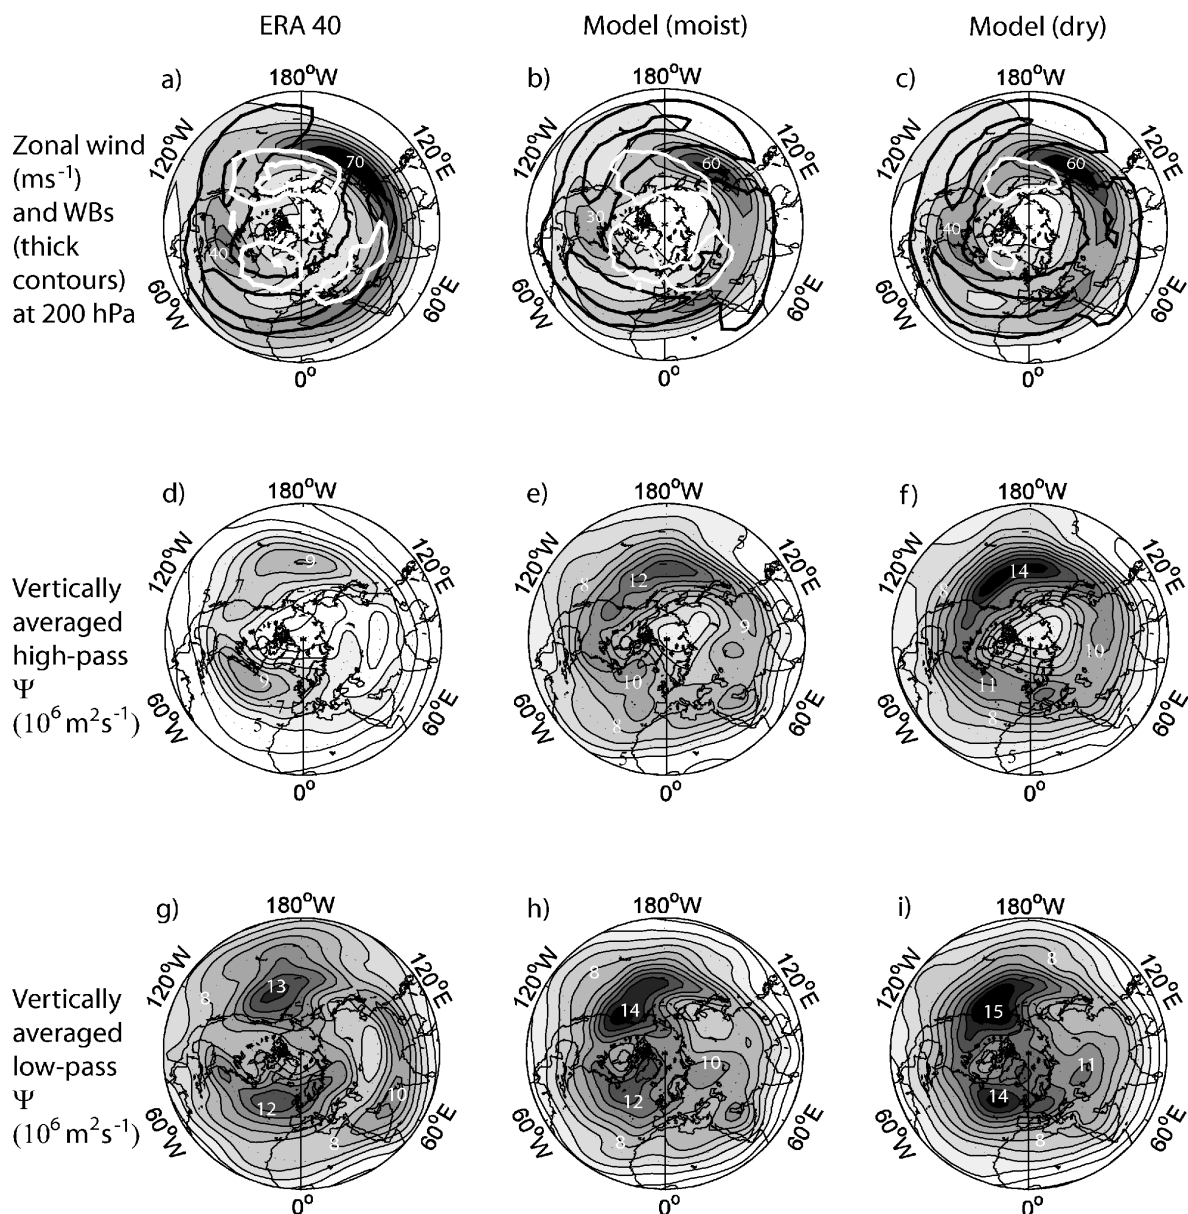 ERA 40 Model (moist) Model (dry)
Zonal wind
(ms⁻¹)
and WBs
(thick
contours)
at 200 hPa
a) 180°W 120°W 120°E 60°W 60°E 0° 70 40
b) 180°W 120°W 120°E 60°W 60°E 0° 60 30
c) 180°W 120°W 120°E 60°W 60°E 0° 60 40
Vertically
averaged
high-pass
Ψ
(10⁶ m²s⁻¹)
d) 180°W 120°W 120°E 60°W 60°E 0° 9 7 5 7 9 7 5
e) 180°W 120°W 120°E 60°W 60°E 0° 5 12 8 9 10 8 5
f) 180°W 120°W 120°E 60°W 60°E 0° 14 8 10 11 8 5
Vertically
averaged
low-pass
Ψ
(10⁶ m²s⁻¹)
g) 180°W 120°W 120°E 60°W 60°E 0° 13 8 10 12 8
h) 180°W 120°W 120°E 60°W 60°E 0° 8 14 10 12 8
i) 180°W 120°W 120°E 60°W 60°E 0° 8 15 11 14 8